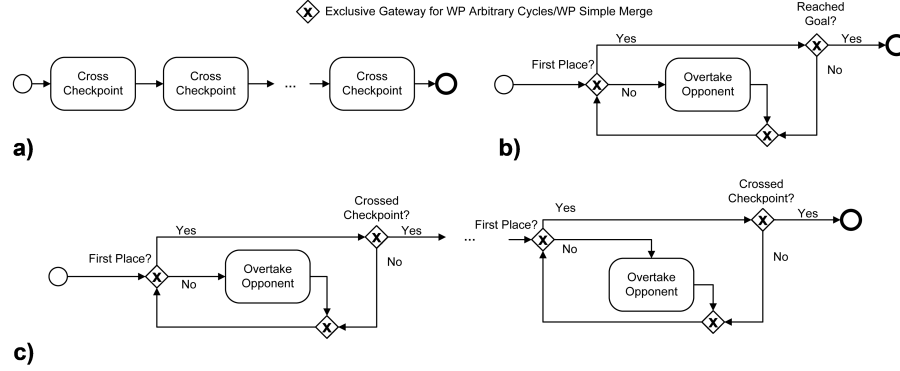 X Exclusive Gateway for WP Arbitrary Cycles/WP Simple Merge
Cross
Checkpoint
Cross
Checkpoint
...
Cross
Checkpoint
a)
Reached
Goal?
Yes
X
Yes
No
First Place?
X
No
Overtake
Opponent
X
b)
Crossed
Checkpoint?
Yes
X
Yes
No
First Place?
X
No
Overtake
Opponent
X
...
Crossed
Checkpoint?
Yes
X
Yes
No
First Place?
X
No
Overtake
Opponent
X
c)